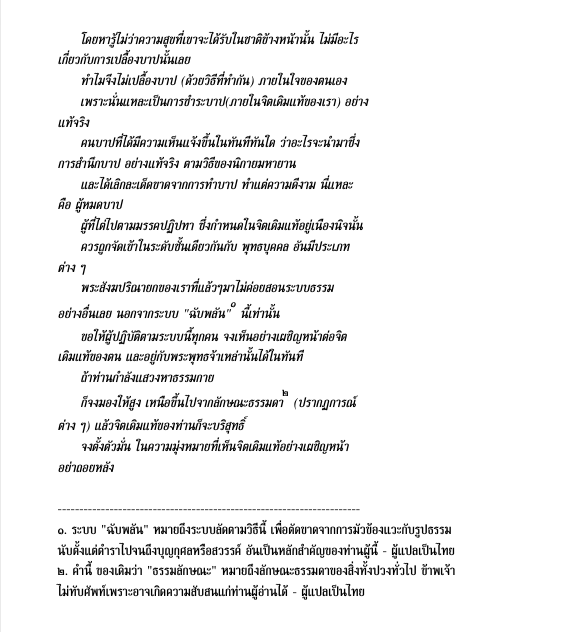 โดยหารู้ไม่ว่าความสุขที่เขาจะได้รับในชาติข้างหน้านั้น ไม่มีอะไร
เกี่ยวกับการเปลื้องบาปนั้นเลย
ทำไมจึงไม่เปลื้องบาป (ด้วยวิธีที่ทำกัน) ภายในใจของตนเอง
เพราะนั่นแหละเป็นการชำระบาป(ภายในจิตเดิมแท้ของเรา) อย่าง
แท้จริง
คนบาปที่ได้มีความเห็นแจ้งขึ้นในทันทีทันใด ว่าอะไรจะนำมาซึ่ง
การสำนึกบาป อย่างแท้จริง ตามวิธีของนิกายมหายาน
และได้เลิกละเด็ดขาดจากการทำบาป ทำแต่ความดีงาม นี่แหละ
คือ ผู้หมดบาป
ผู้ที่ไต่ไปตามมรรคปฏิปทา ซึ่งกำหนดในจิตเดิมแท้อยู่เนืองนิจนั้น
ควรถูกจัดเข้าในระดับชั้นเดียวกันกับ พุทธบุคคล อันมีประเภท
ต่าง ๆ
พระสังฆปริณายกของเราที่แล้วๆมาไม่ค่อยสอนระบบธรรม
อย่างอื่นเลย นอกจากระบบ "ฉับพลัน"๑ นี้เท่านั้น
ขอให้ผู้ปฏิบัติตามระบบนี้ทุกคน จงเห็นอย่างเผชิญหน้าต่อจิต
เดิมแท้ของตน และอยู่กับพระพุทธเจ้าเหล่านั้นได้ในทันที
ถ้าท่านกำลังแสวงหาธรรมกาย
ก็จงมองให้สูง เหนือขึ้นไปจากลักษณะธรรมดา๒ (ปรากฏการณ์
ต่าง ๆ) แล้วจิตเดิมแท้ของท่านก็จะบริสุทธิ์
จงตั้งตัวมั่น ในความมุ่งหมายที่เห็นจิตเดิมแท้อย่างเผชิญหน้า
อย่าถอยหลัง
----------------------------------------------------------------------
๑. ระบบ "ฉับพลัน" หมายถึงระบบลัดตามวิธีนี้ เพื่อตัดขาดจากการมัวข้องแวะกับรูปธรรม
นับตั้งแต่ตำราไปจนถึงบุญกุศลหรือสวรรค์ อันเป็นหลักสำคัญของท่านผู้นี้ - ผู้แปลเป็นไทย
๒. คำนี้ ของเดิมว่า "ธรรมลักษณะ" หมายถึงลักษณะธรรมดาของสิ่งทั้งปวงทั่วไป ข้าพเจ้า
ไม่ทับศัพท์เพราะอาจเกิดความสับสนแก่ท่านผู้อ่านได้ - ผู้แปลเป็นไทย